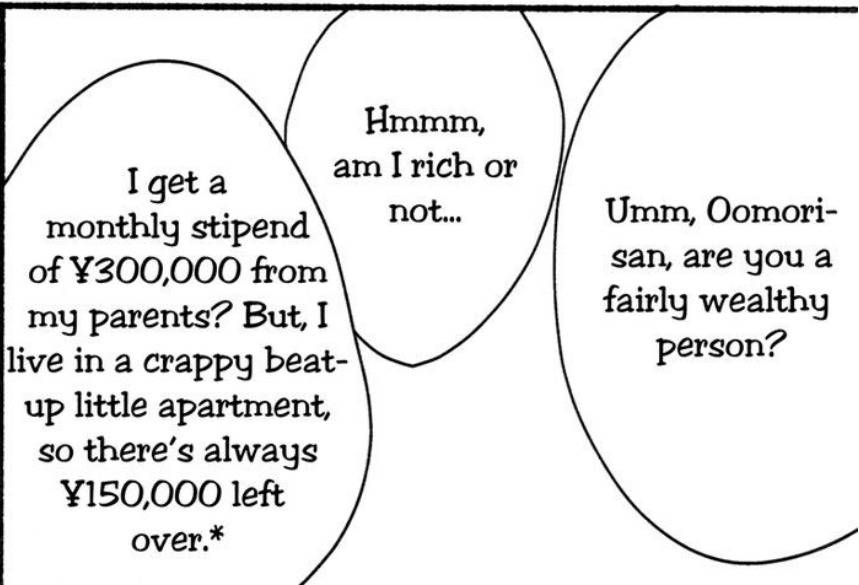 Umm, Oomori-
san, are you a
fairly wealthy
person?
Hmmm,
am I rich or
not...
I get a
monthly stipend
of ¥300,000 from
my parents? But, I
live in a crappy beat-
up little apartment,
so there's always
¥150,000 left
over.*